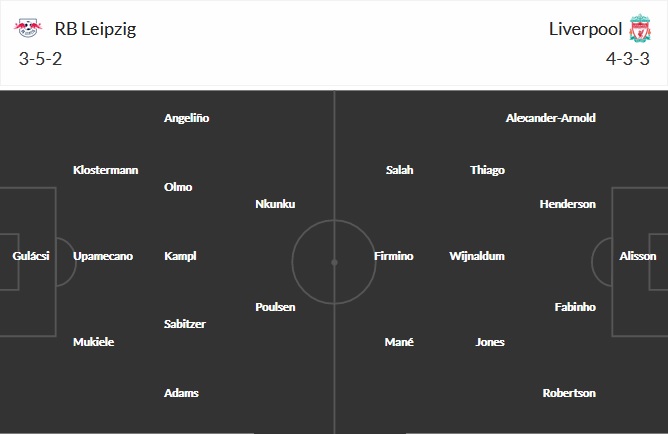 RB Leipzig
3-5-2
Liverpool
4-3-3
Angeliño
Klostermann
Olmo
Nkunku
Gulácsi
Upamecano
Kampl
Poulsen
Sabitzer
Mukiele
Adams
Alexander-Arnold
Salah
Thiago
Henderson
Firmino
Wijnaldum
Alisson
Fabinho
Mané
Jones
Robertson